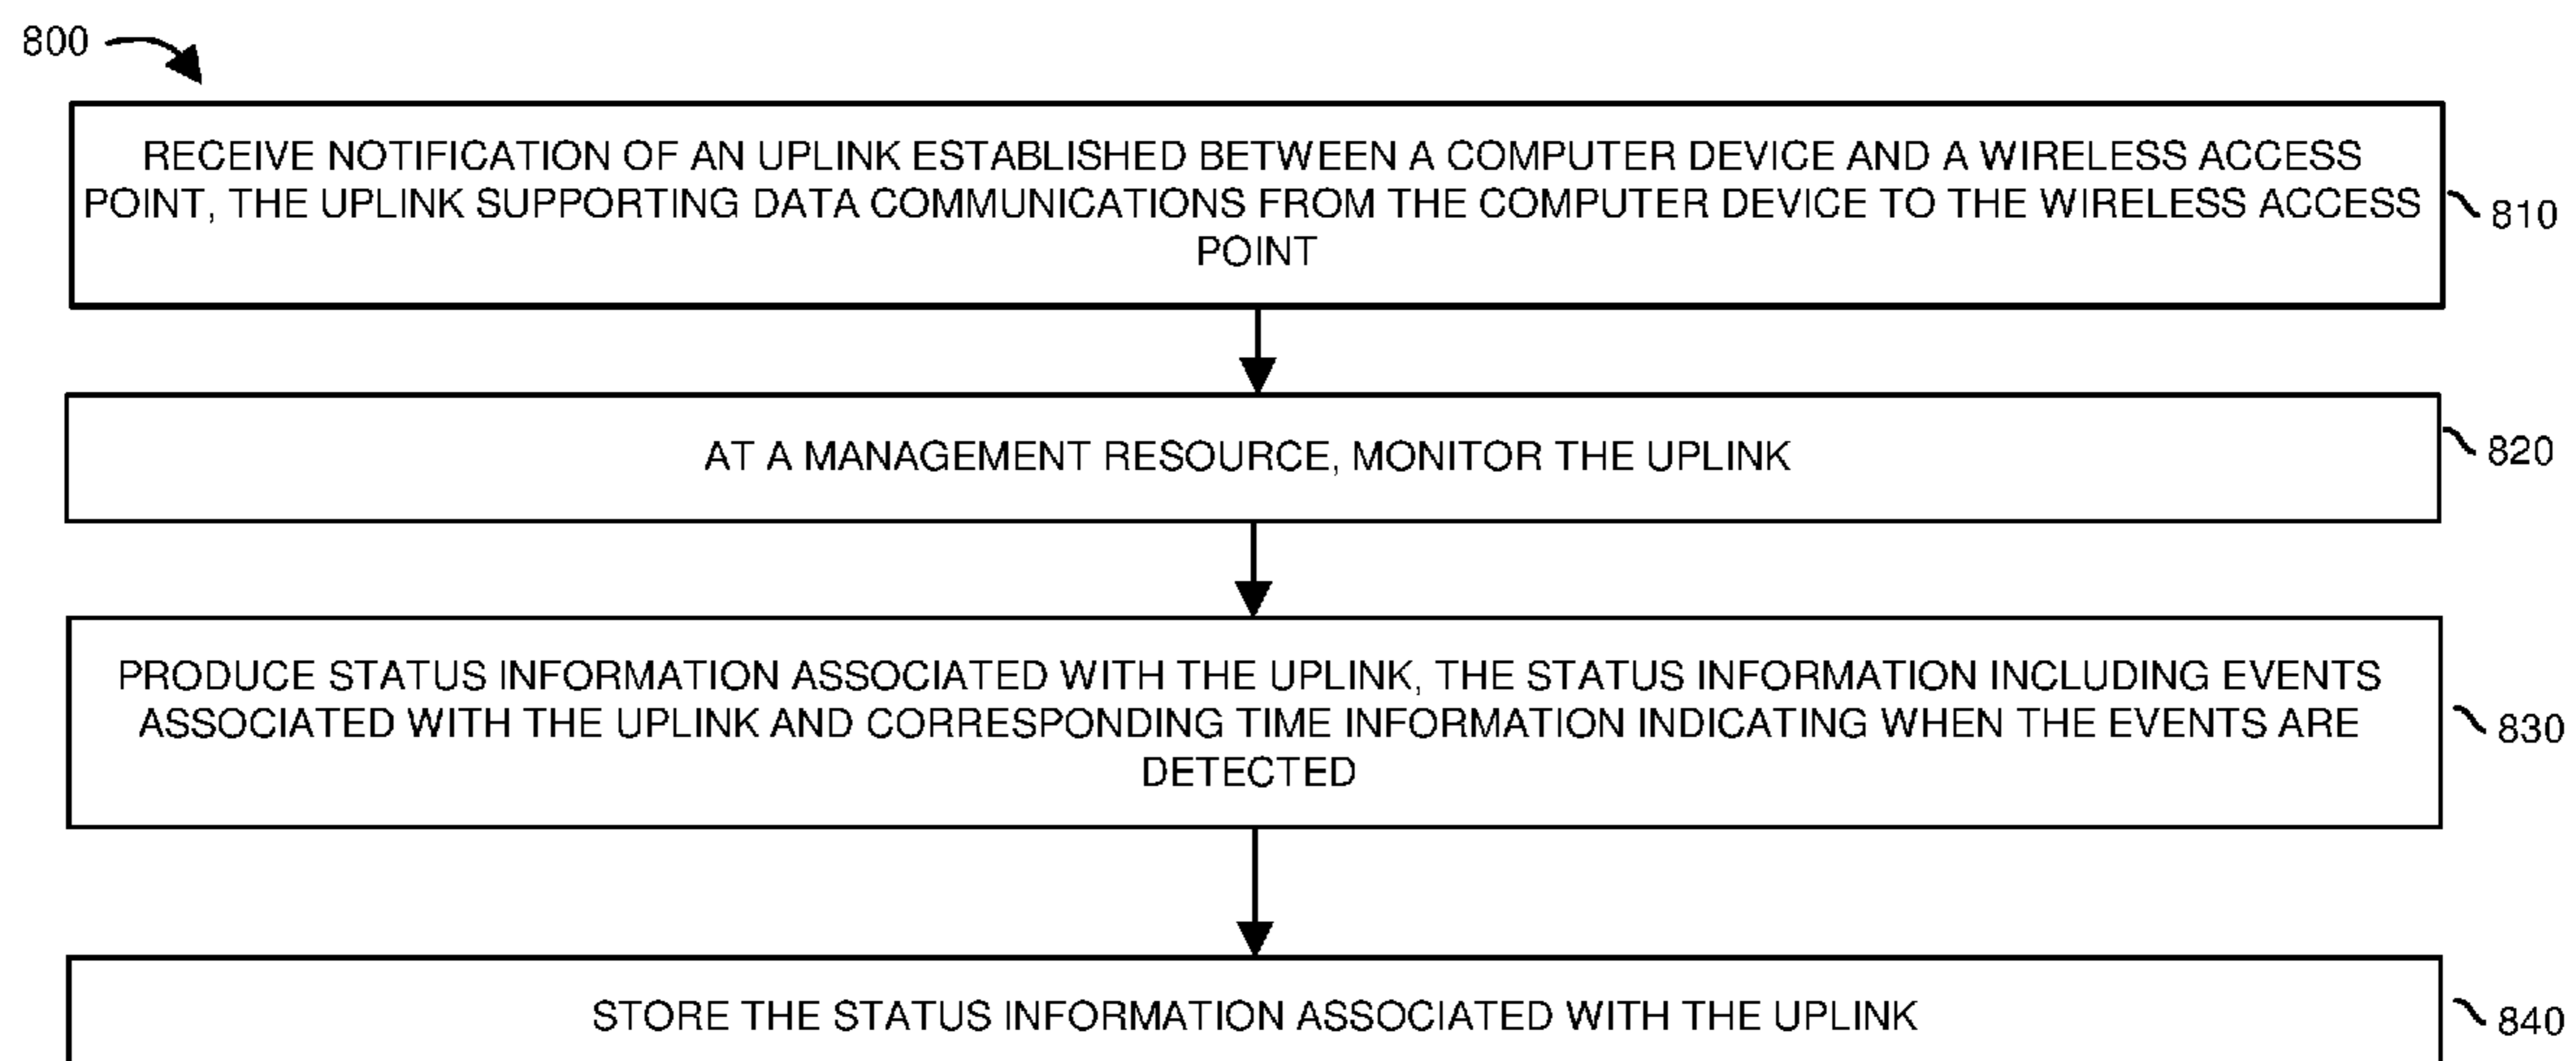 800
RECEIVE NOTIFICATION OF AN UPLINK ESTABLISHED BETWEEN A COMPUTER DEVICE AND A WIRELESS ACCESS
POINT, THE UPLINK SUPPORTING DATA COMMUNICATIONS FROM THE COMPUTER DEVICE TO THE WIRELESS ACCESS
POINT
810
AT A MANAGEMENT RESOURCE, MONITOR THE UPLINK
820
PRODUCE STATUS INFORMATION ASSOCIATED WITH THE UPLINK, THE STATUS INFORMATION INCLUDING EVENTS
ASSOCIATED WITH THE UPLINK AND CORRESPONDING TIME INFORMATION INDICATING WHEN THE EVENTS ARE
DETECTED
830
STORE THE STATUS INFORMATION ASSOCIATED WITH THE UPLINK
840